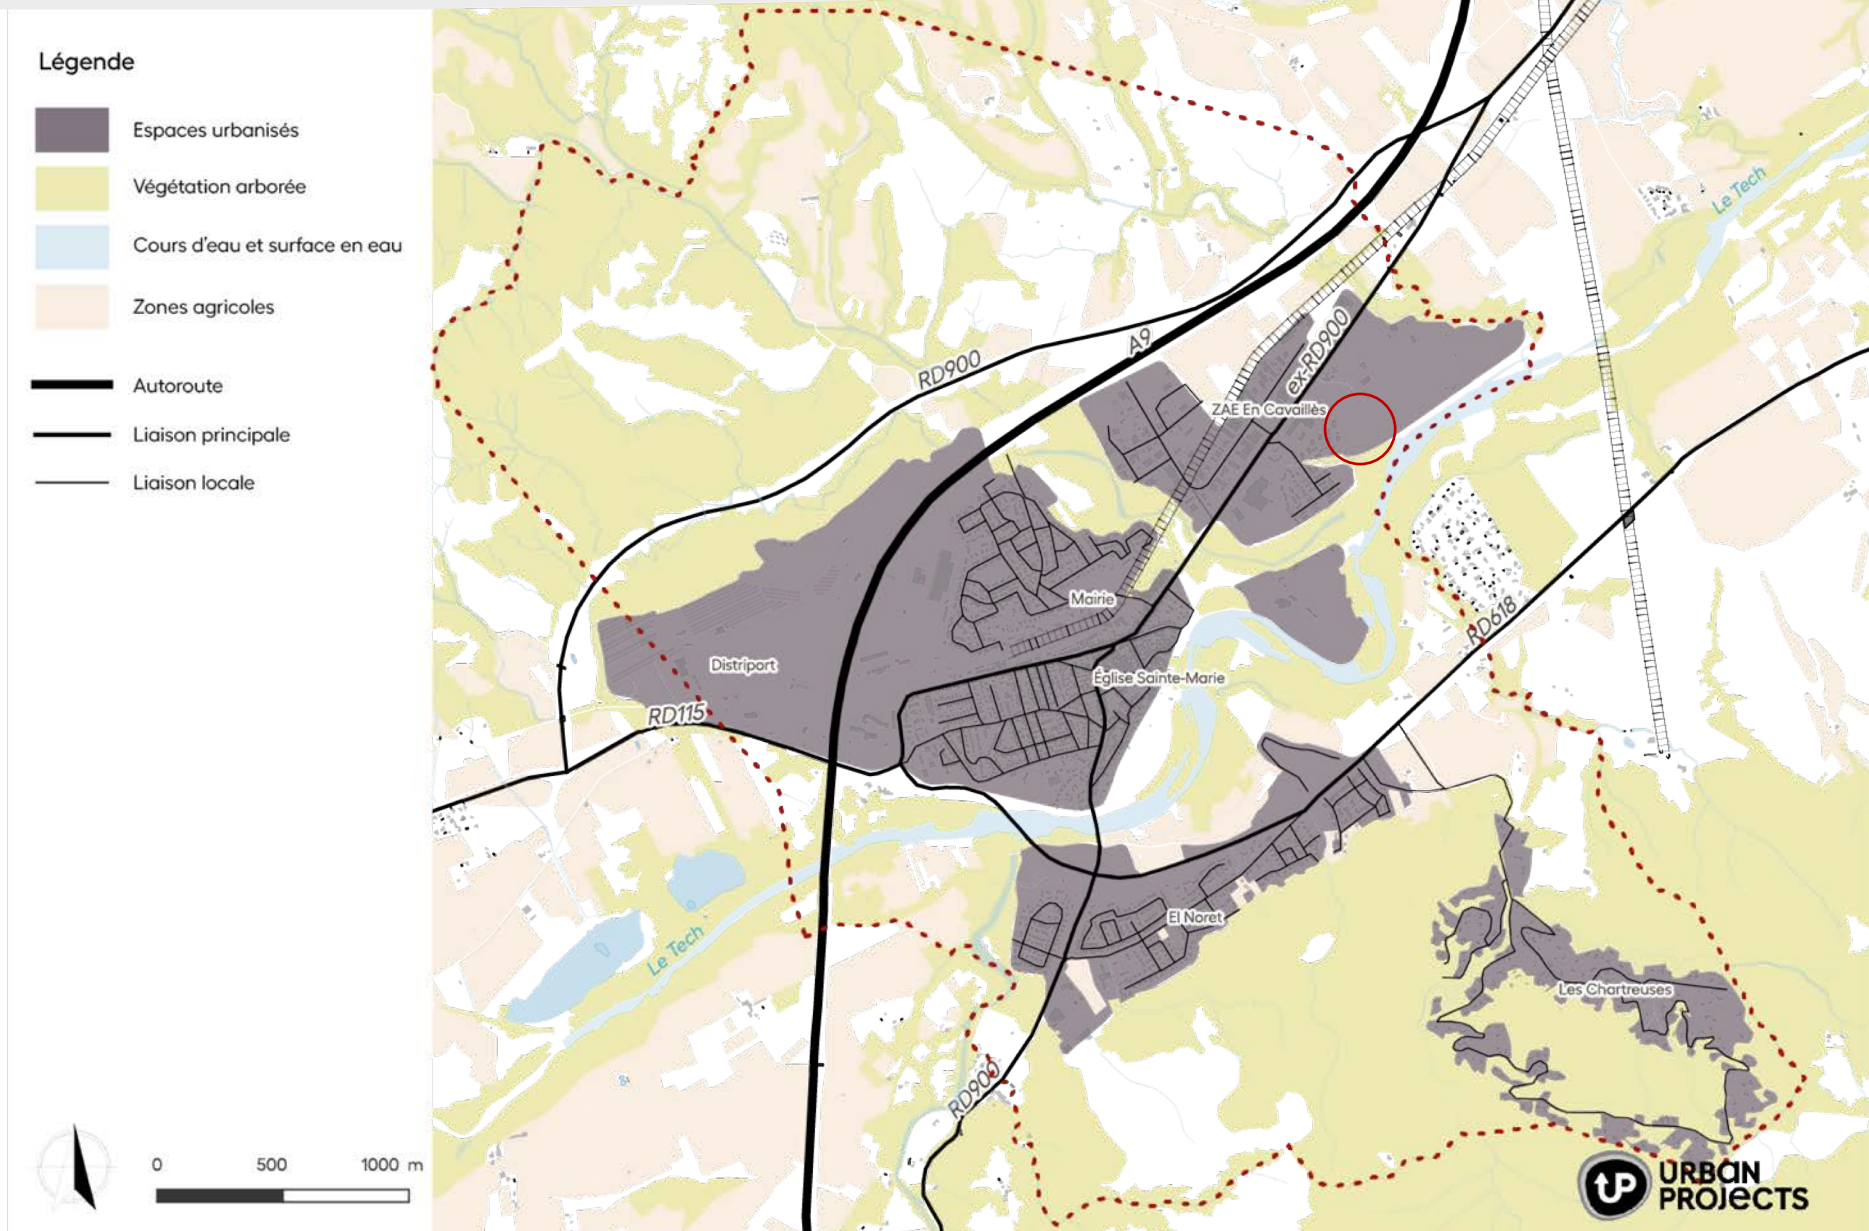 Légende
Espaces urbanisés
Végétation arborée
Cours d'eau et surface en eau
Zones agricoles
Autoroute
Liaison principale
Liaison locale
0 500 1000 m
Le Tech
A9
RD900
ex-RD900
ZAE En Cavaillès
Mairie
RD618
Distriport
Église Sainte-Marie
RD115
El Noret
Le Tech
Les Chartreuses
RD900
UP
URBAN
PROJECTS